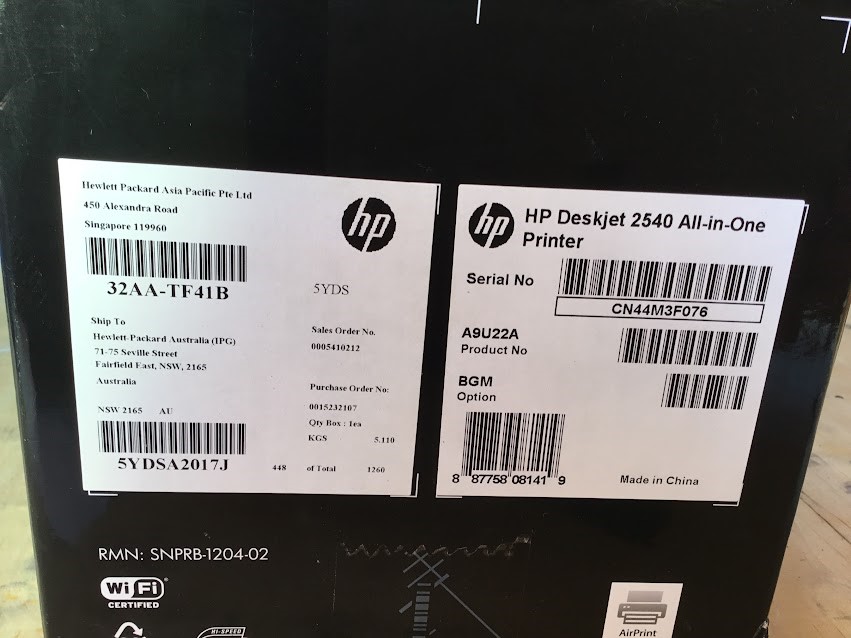 Hewlett Packard Asia Pacific Pte Ltd
450 Alexandra Road
Singapore 119960
32AA-TF41B
hp
5YDS
Ship To
Hewlett-Packard Australia (IPG)
71-75 Seville Street
Fairfield East, NSW, 2165
Australia
Sales Order No.
0005410212
Purchase Order No:
0015232107
Qty Box : 1ea
KGS 5.110
NSW 2165 AU
5YDSA2017J
448 of Total 1260
hp
HP Deskjet 2540 All-in-One
Printer
Serial No
CN44M3F076
A9U22A
Product No
BGM
Option
8 87758 08141 9
Made in China
RMN: SNPRB-1204-02
Wi Fi
CERTIFIED
HI-SPEED
AirPrint